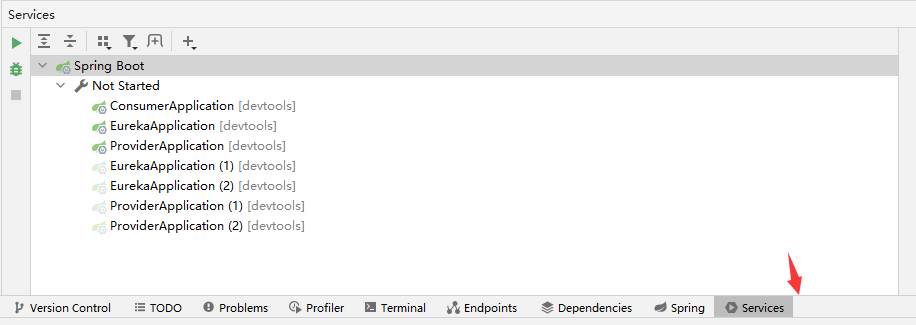 Services
Spring Boot
Not Started
ConsumerApplication [devtools]
EurekaApplication [devtools]
ProviderApplication [devtools]
EurekaApplication (1) [devtools]
EurekaApplication (2) [devtools]
ProviderApplication (1) [devtools]
ProviderApplication (2) [devtools]
Version Control TODO Problems Profiler Terminal Endpoints Dependencies Spring Services